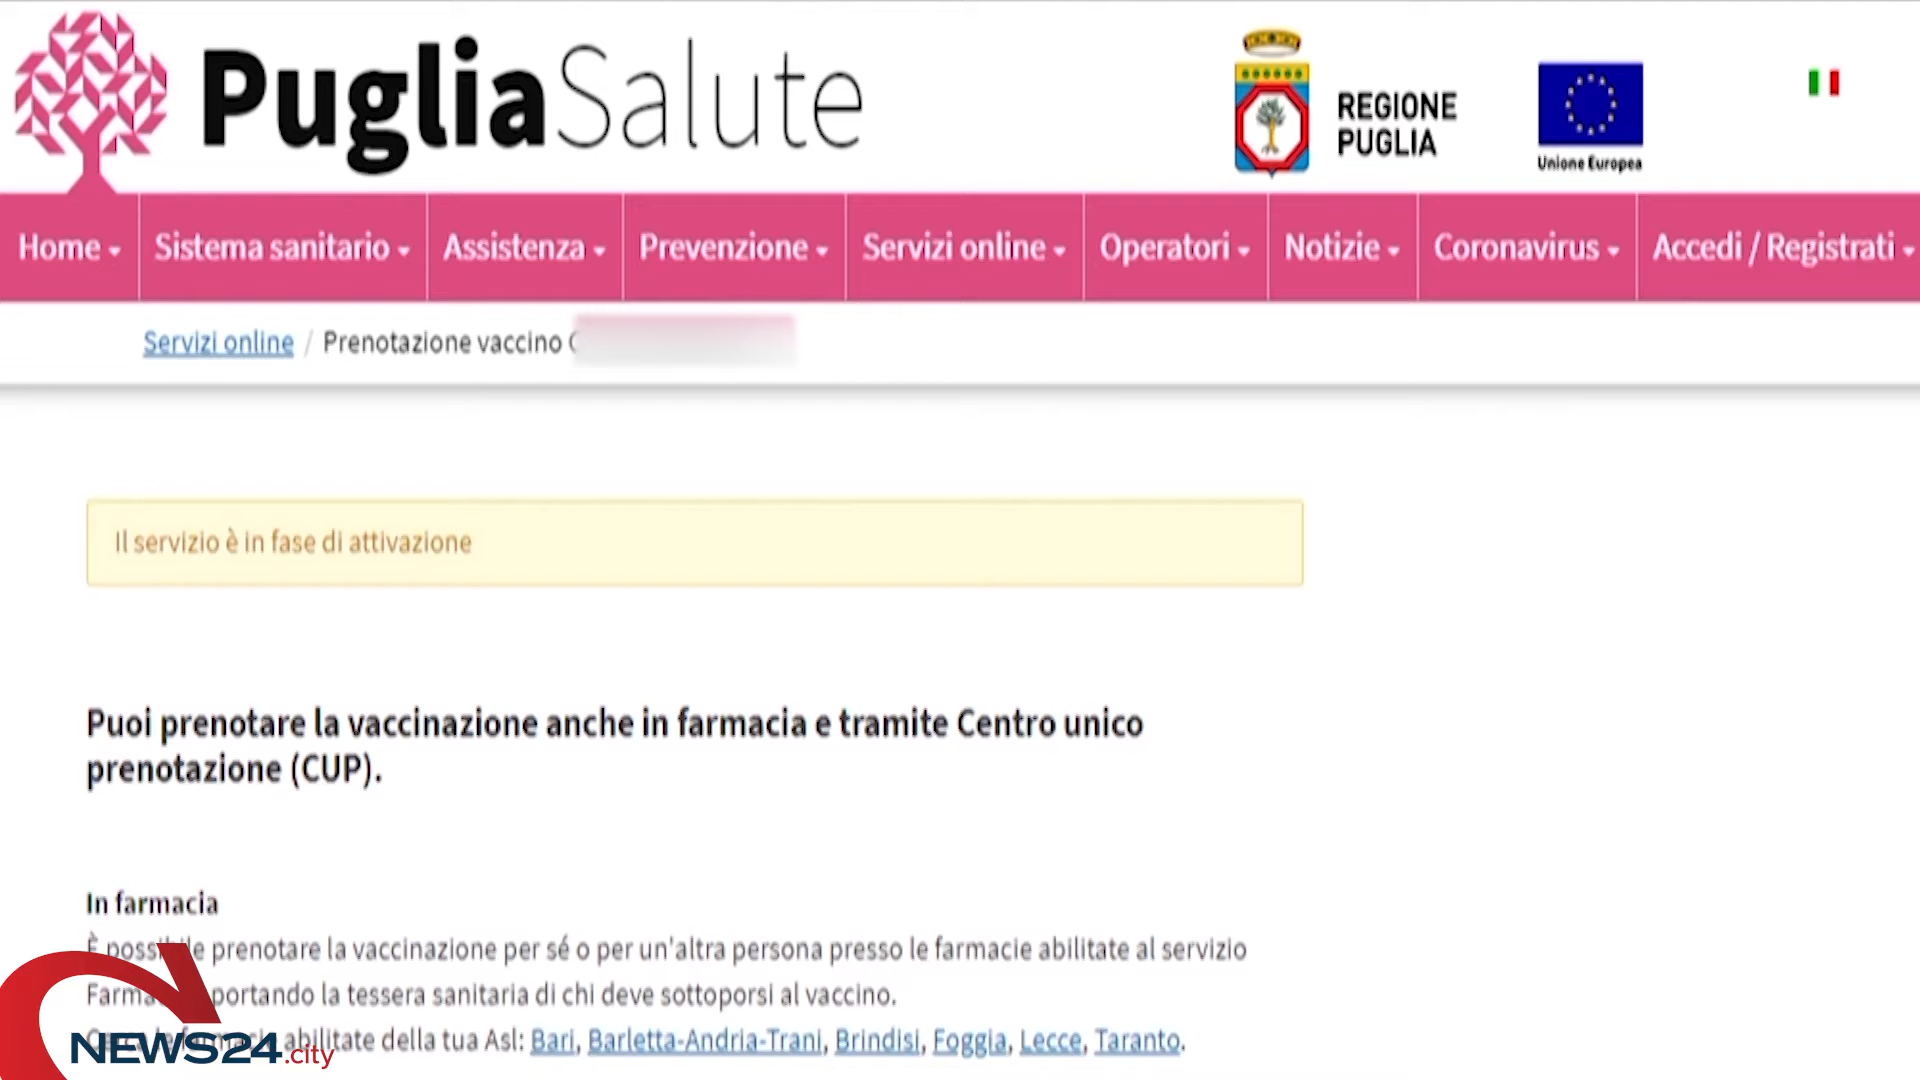 PugliaSalute
REGIONE
PUGLIA
Unione Europea
Home Sistema sanitario Assistenza Prevenzione Servizi online Operatori Notizie Coronavirus Accedi / Registrati
Servizi online / Prenotazione vaccino
Il servizio è in fase di attivazione
Puoi prenotare la vaccinazione anche in farmacia e tramite Centro unico
prenotazione (CUP).
In farmacia
È possibile prenotare la vaccinazione per sé o per un'altra persona presso le farmacie abilitate al servizio
portando la tessera sanitaria di chi deve sottoporsi al vaccino.
abilitate della tua Asl: Bari, Barletta-Andria-Trani, Brindisi, Foggia, Lecce, Taranto.
NEWS24.city